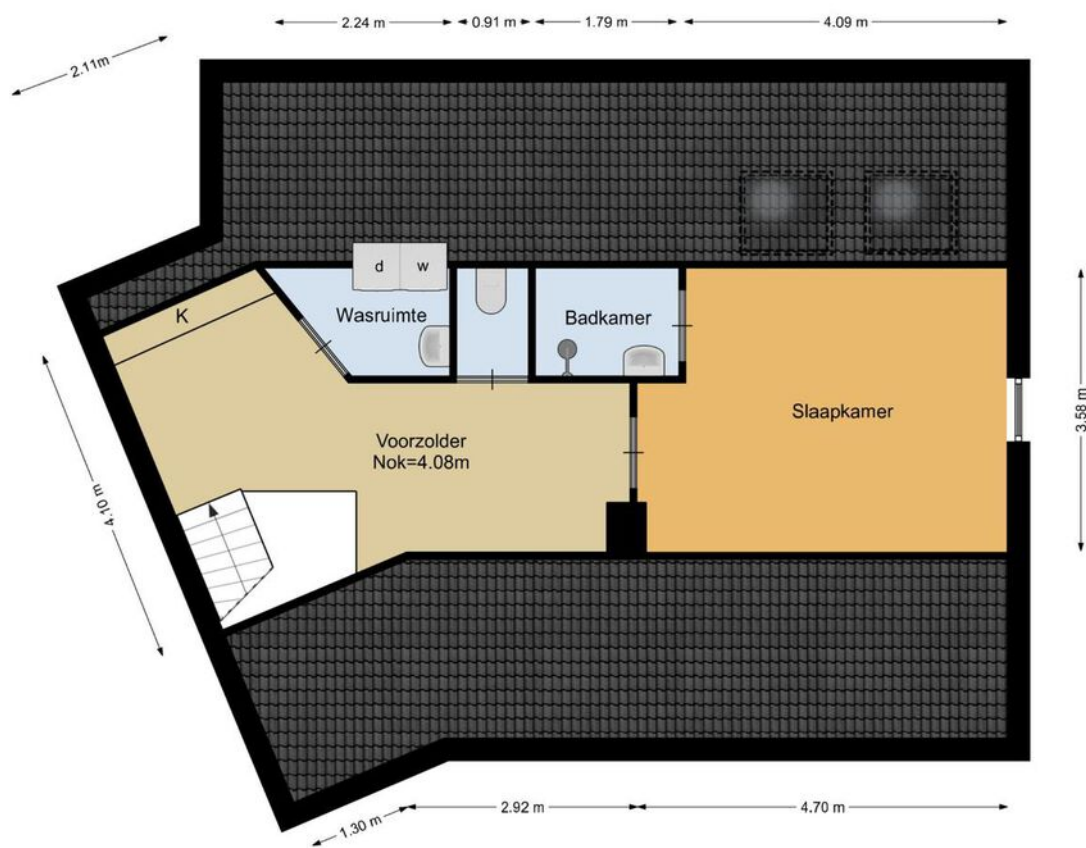 2.24 m
0.91 m
1.79 m
4.09 m
2.11m
d
w
K
Wasruimte
Badkamer
3.58 m
Slaapkamer
Voorzolder
Nok=4.08m
4.10 m
1.30 m
2.92 m
4.70 m